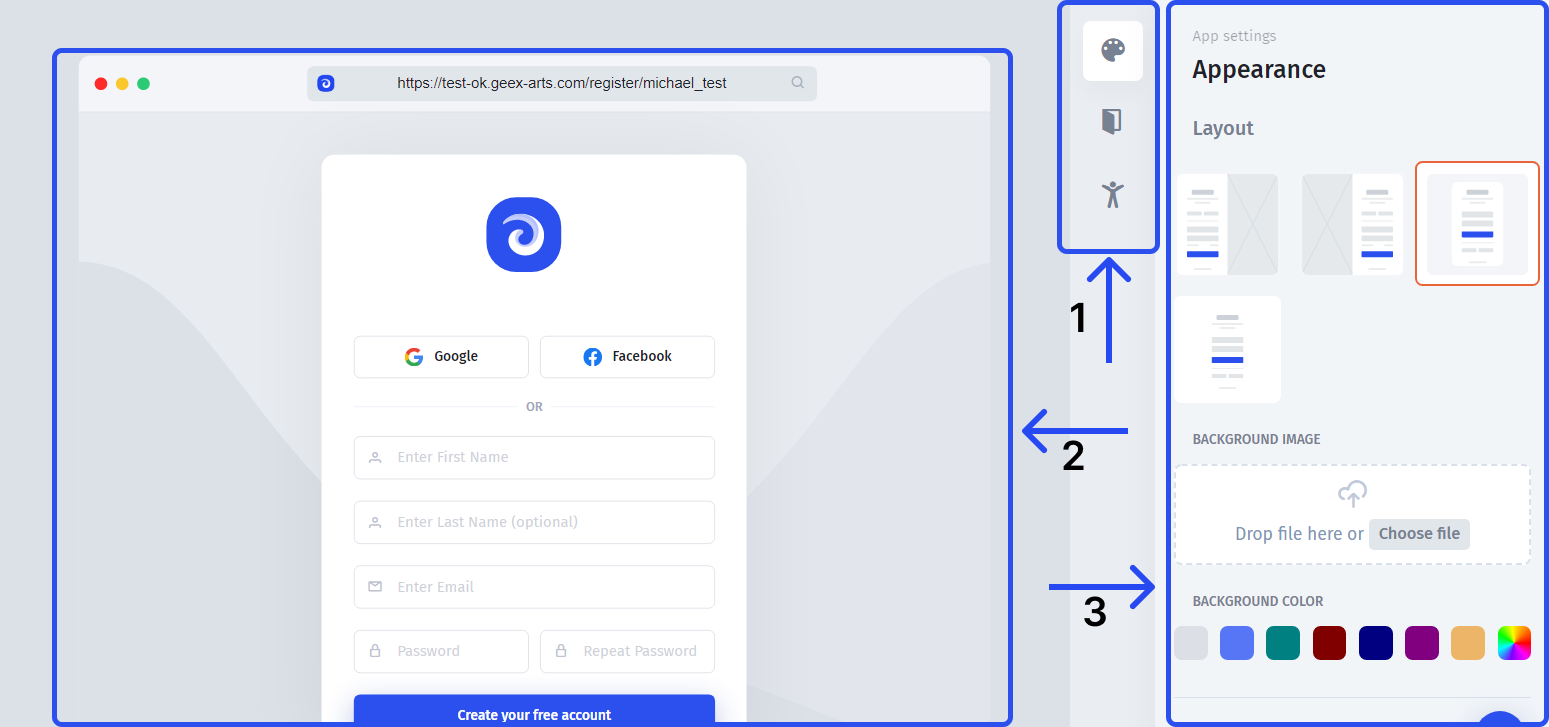 https://test-ok.geex-arts.com/register/michael_test
Google
Facebook
OR
Enter First Name
Enter Last Name (optional)
Enter Email
Password
Repeat Password
Create your free account
1
2
3
App settings
Appearance
Layout
BACKGROUND IMAGE
Drop file here or Choose file
BACKGROUND COLOR